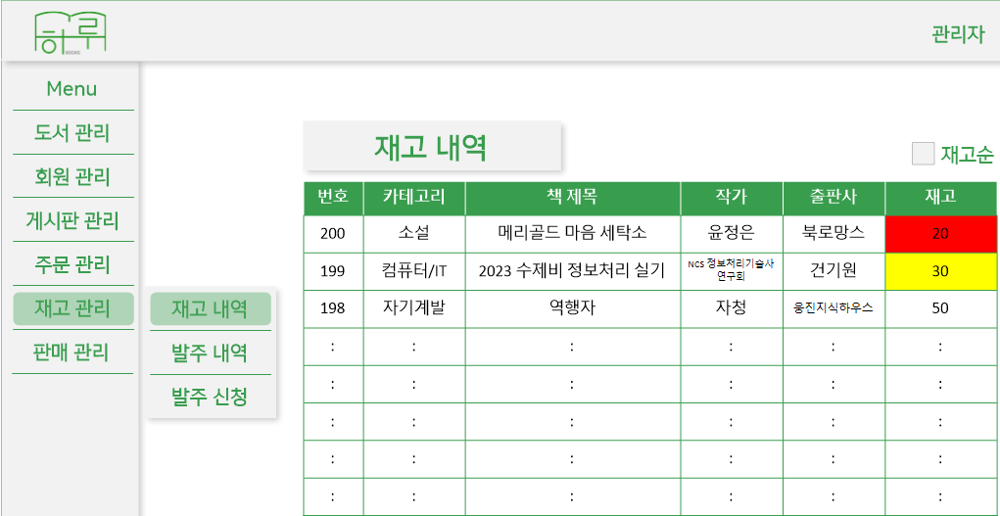 하루
BOOKS
관리자
Menu
도서 관리
회원 관리
게시판 관리
주문 관리
재고 관리
판매 관리
재고 내역
발주 내역
발주 신청
재고 내역
재고순
번호 카테고리 책 제목 작가 출판사 재고
200 소설 메리골드 마음 세탁소 윤정은 북로망스 20
199 컴퓨터/IT 2023 수제비 정보처리 실기 NCS 정보처리기술사 연구회 건기원 30
198 자기계발 역행자 자청 웅진지식하우스 50
: : : : : :
: : : : : :
: : : : : :
: : : : : :
: : : : : :